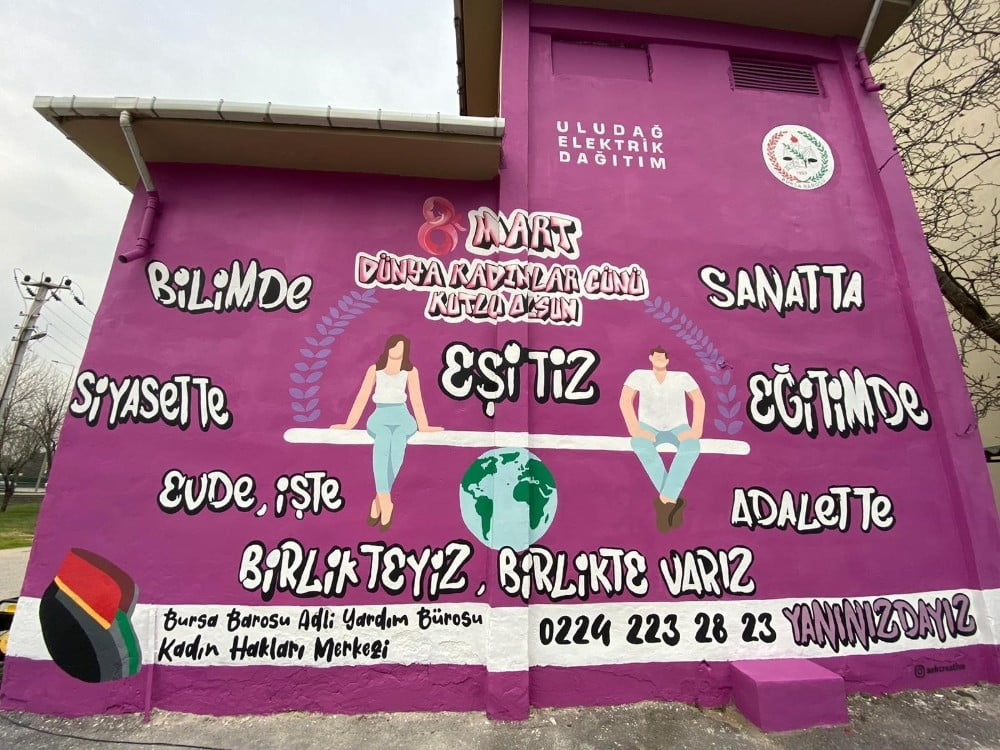 ULUDAĞ
ELEKTRİK
DAĞITIM
8 MART
DÜNYA KADINLAR GÜNÜ
KUTLU OLSUN
BİLİMDE
SANATTA
EŞİTİZ
SİYASETTE
EĞİTİMDE
EVDE, İŞTE
ADALETTE
BİRLİKTEYİZ, BİRLİKTE VARIZ
Bursa Barosu Adli Yardım Bürosu
Kadın Hakları Merkezi
0224 223 28 23 YANINIZDAYIZ